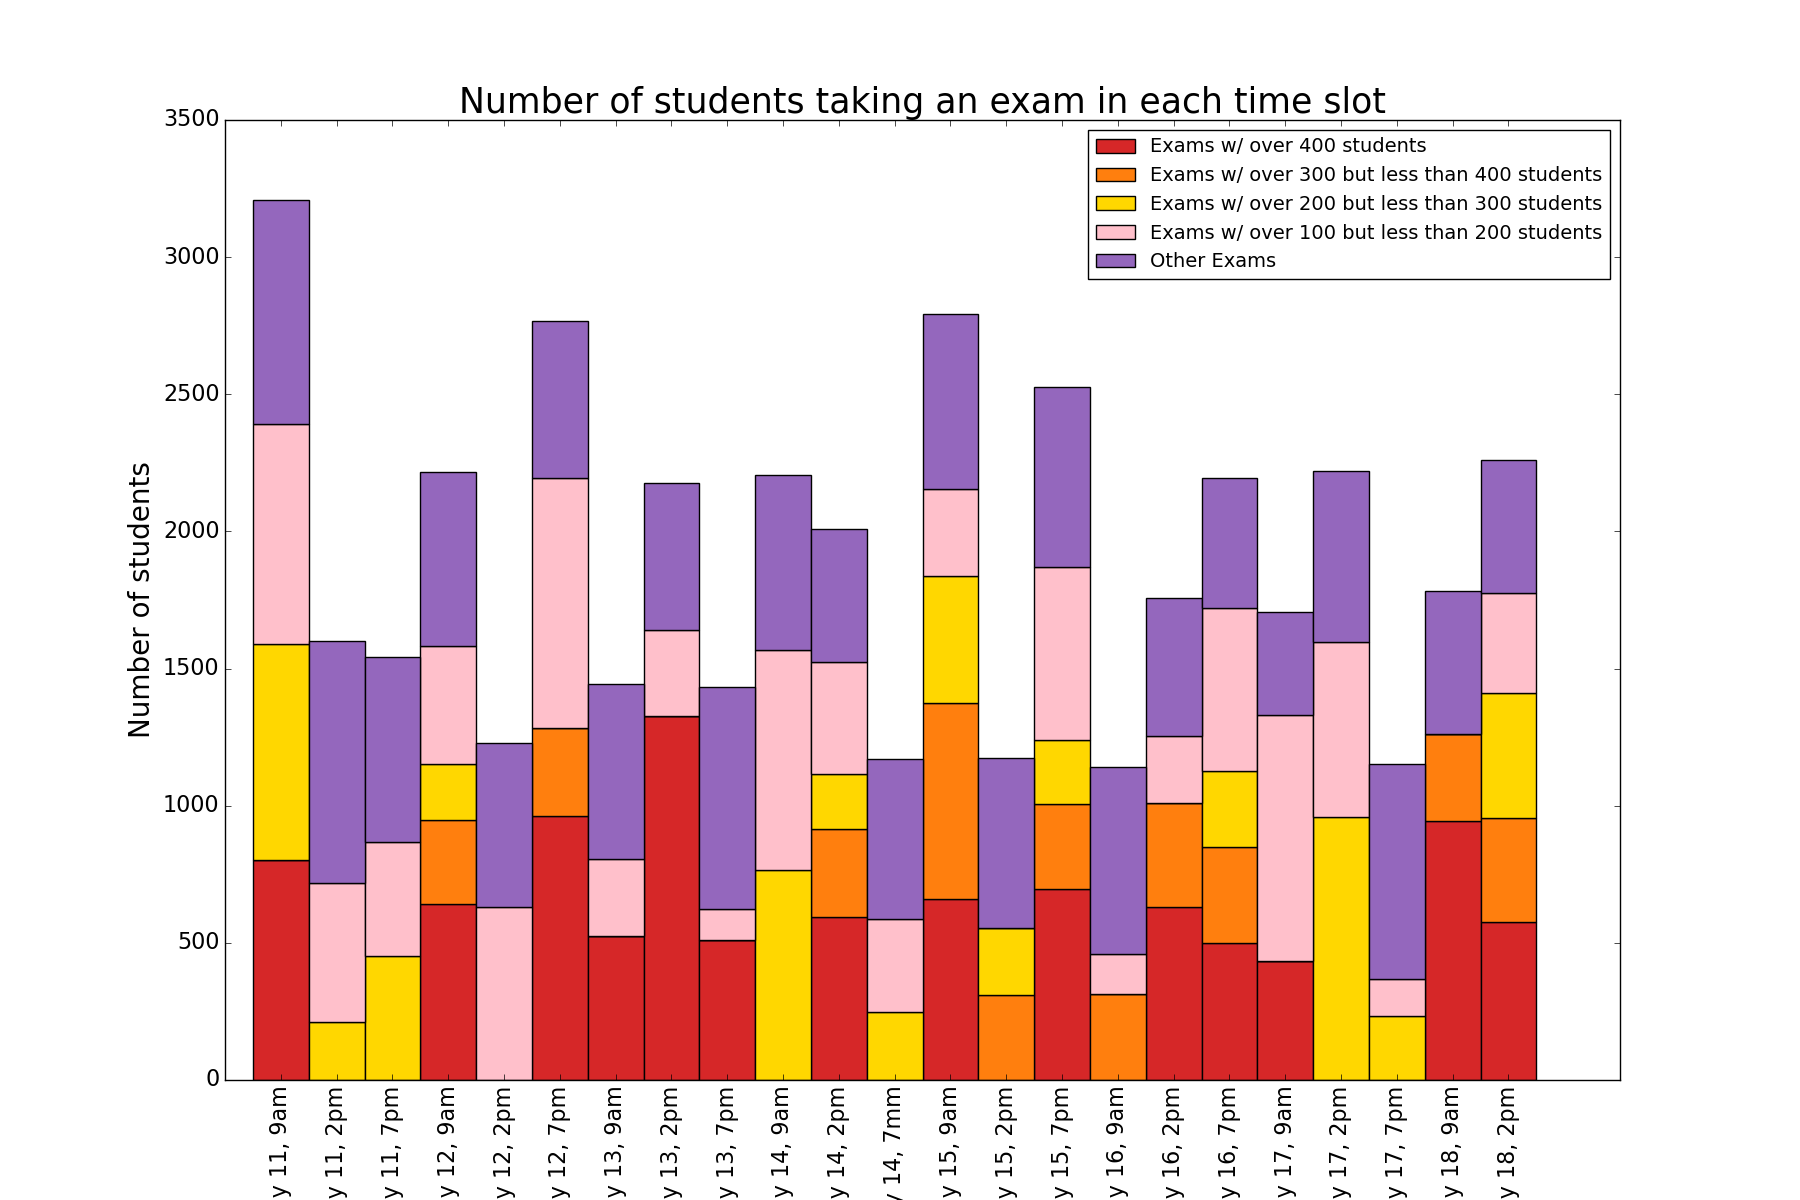 Number of students taking an exam in each time slot
Exams w/ over 400 students
Exams w/ over 300 but less than 400 students
Exams w/ over 200 but less than 300 students
Exams w/ over 100 but less than 200 students
Other Exams
Number of students
3500
3000
2500
2000
1500
1000
500
0
y 11, 9am
y 11, 2pm
y 11, 7pm
y 12, 9am
y 12, 2pm
y 12, 7pm
y 13, 9am
y 13, 2pm
y 13, 7pm
y 14, 9am
y 14, 2pm
y 14, 7mm
y 15, 9am
y 15, 2pm
y 15, 7pm
y 16, 9am
y 16, 2pm
y 16, 7pm
y 17, 9am
y 17, 2pm
y 17, 7pm
y 18, 9am
y 18, 2pm